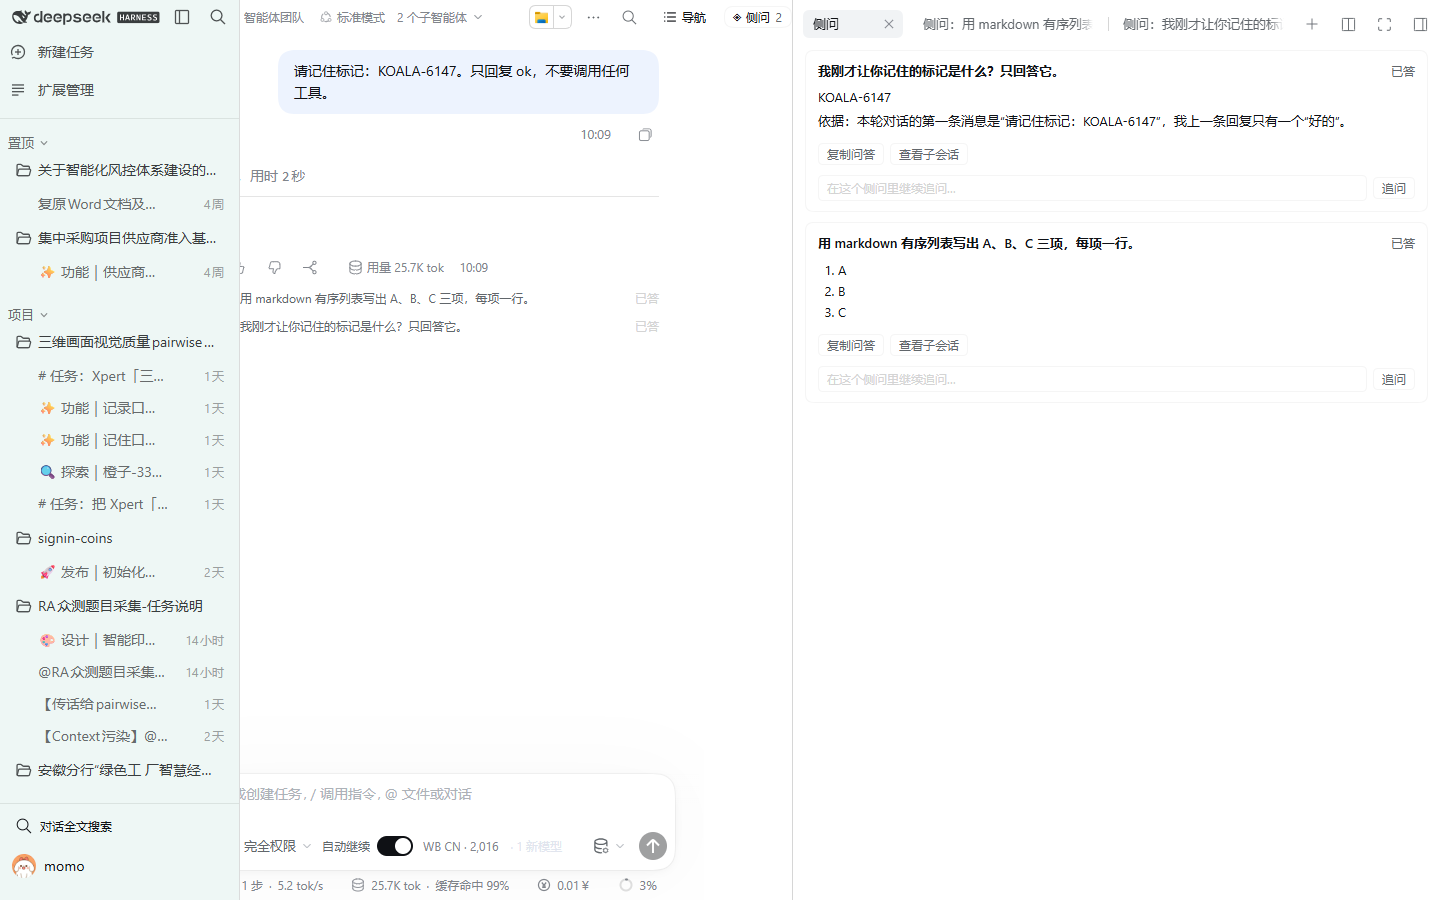 deepseek HARNESS
新建任务
扩展管理
置顶
关于智能化风控体系建设的...
复原Word文档及... 4周
集中采购项目供应商准入基...
✨ 功能 | 供应商... 4周
项目
三维画面视觉质量pairwise...
# 任务：Xpert「三... 1天
✨ 功能 | 记录口... 1天
✨ 功能 | 记住口... 1天
🔍 探索 | 橙子-33... 1天
# 任务：把 Xpert「... 1天
signin-coins
🚀 发布 | 初始化... 2天
RA众测题目采集-任务说明
🎨 设计 | 智能印... 14小时
@RA众测题目采集... 14小时
【传话给pairwise... 1天
【Context污染】@... 2天
安徽分行“绿色工厂智慧经...
对话全文搜索
momo
智能体团队 标准模式 2 个子智能体 导航 侧问 2
请记住标记：KOALA-6147。只回复 ok，不要调用任何
工具。
10:09
用时 2秒
用量 25.7K tok 10:09
用 markdown 有序列表写出 A、B、C 三项，每项一行。 已答
我刚才让你记住的标记是什么？只回答它。 已答
创建任务, / 调用指令, @ 文件或对话
完全权限 自动继续 WB CN · 2,016 · 1 新模型
1 步 · 5.2 tok/s 25.7K tok · 缓存命中 99% 0.01 ¥ 3%
侧问 侧问：用 markdown 有序列表 侧问：我刚才让你记住的标
我刚才让你记住的标记是什么？只回答它。 已答
KOALA-6147
依据：本轮对话的第一条消息是“请记住标记：KOALA-6147”，我上一条回复只有一个“好的”。
复制问答 查看子会话
在这个侧问里继续追问... 追问
用 markdown 有序列表写出 A、B、C 三项，每项一行。 已答
1. A
2. B
3. C
复制问答 查看子会话
在这个侧问里继续追问... 追问